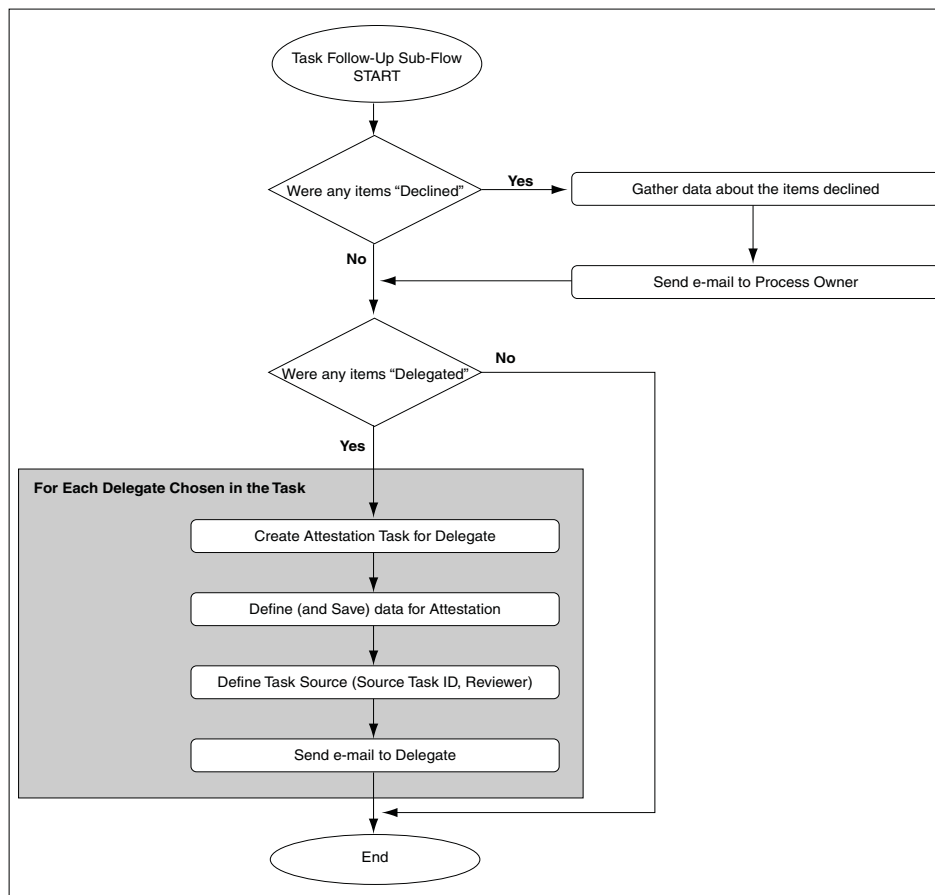 Task Follow-Up Sub-Flow
START
Were any items “Declined”
Yes
Gather data about the items declined
No
Send e-mail to Process Owner
Were any items “Delegated”
No
Yes
For Each Delegate Chosen in the Task
Create Attestation Task for Delegate
Define (and Save) data for Attestation
Define Task Source (Source Task ID, Reviewer)
Send e-mail to Delegate
End